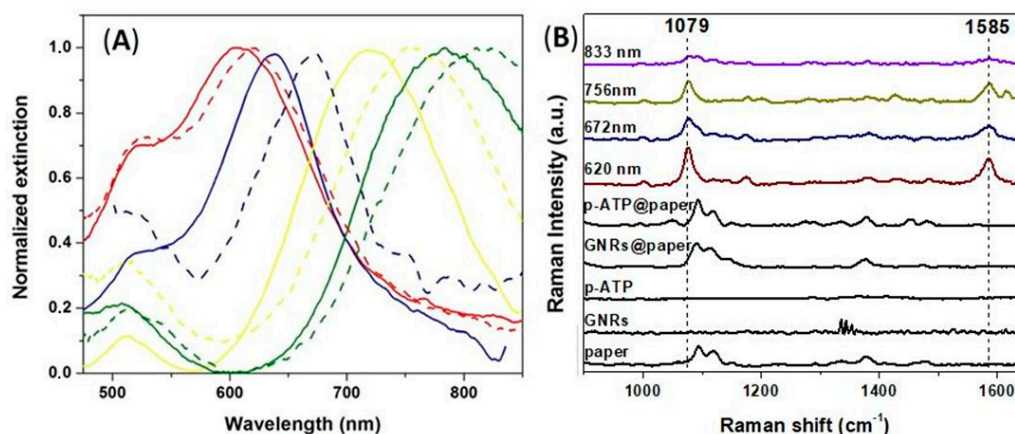 (A)
Normalized extinction
1.0
0.8
0.6
0.4
0.2
0.0
500
600
700
800
Wavelength (nm)
(B)
1079
1585
Raman Intensity (a.u.)
833 nm
756nm
672nm
620 nm
p-ATP@paper
GNRs@paper
p-ATP
GNRs
paper
1000
1200
1400
1600
Raman shift (cm⁻¹)